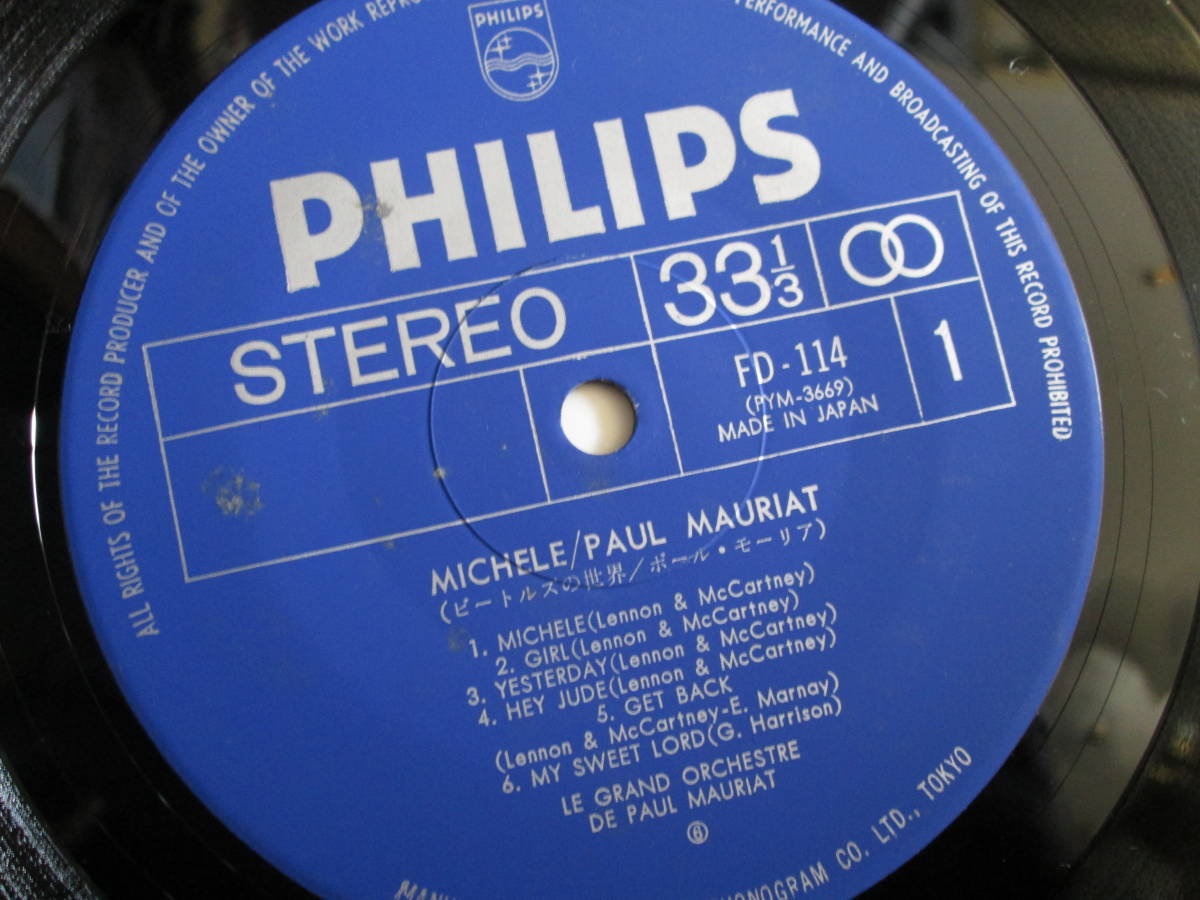 PHILIPS
ALL RIGHTS OF THE RECORD PRODUCER AND OF THE OWNER OF THE WORK
PERFORMANCE AND BROADCASTING OF THIS RECORD PROHIBITED
PHILIPS
STEREO
33 1/3
FD-114
(PYM-3669)
MADE IN JAPAN
1
MICHELE/PAUL MAURIAT
(ビートルズの世界/ポール・モーリア)
1. MICHELE(Lennon & McCartney)
2. GIRL(Lennon & McCartney)
3. YESTERDAY(Lennon & McCartney)
4. HEY JUDE(Lennon & McCartney)
5. GET BACK
(Lennon & McCartney-E. Marnay)
6. MY SWEET LORD(G. Harrison)
LE GRAND ORCHESTRE
DE PAUL MAURIAT
⑥
CO. LTD., TOKYO